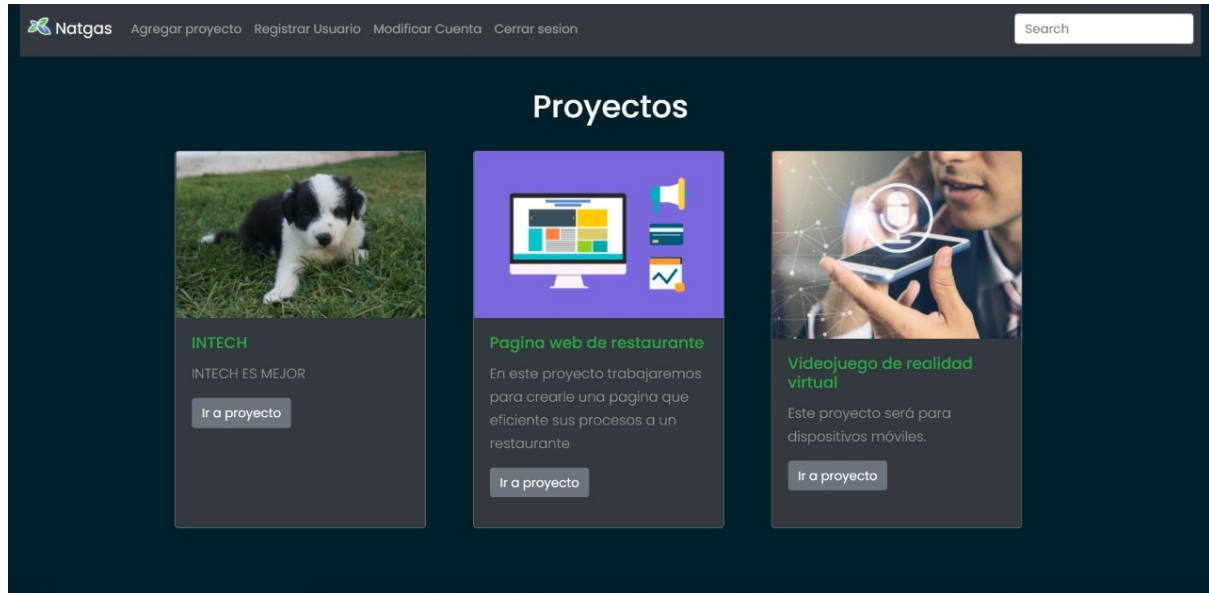 Natgas Agregar proyecto Registrar Usuario Modificar Cuenta Cerrar sesion Search
Proyectos
INTECH
INTECH ES MEJOR
Ir a proyecto
Pagina web de restaurante
En este proyecto trabajaremos
para crearle una pagina que
eficiente sus procesos a un
restaurante
Ir a proyecto
Videojuego de realidad
virtual
Este proyecto será para
dispositivos móviles.
Ir a proyecto